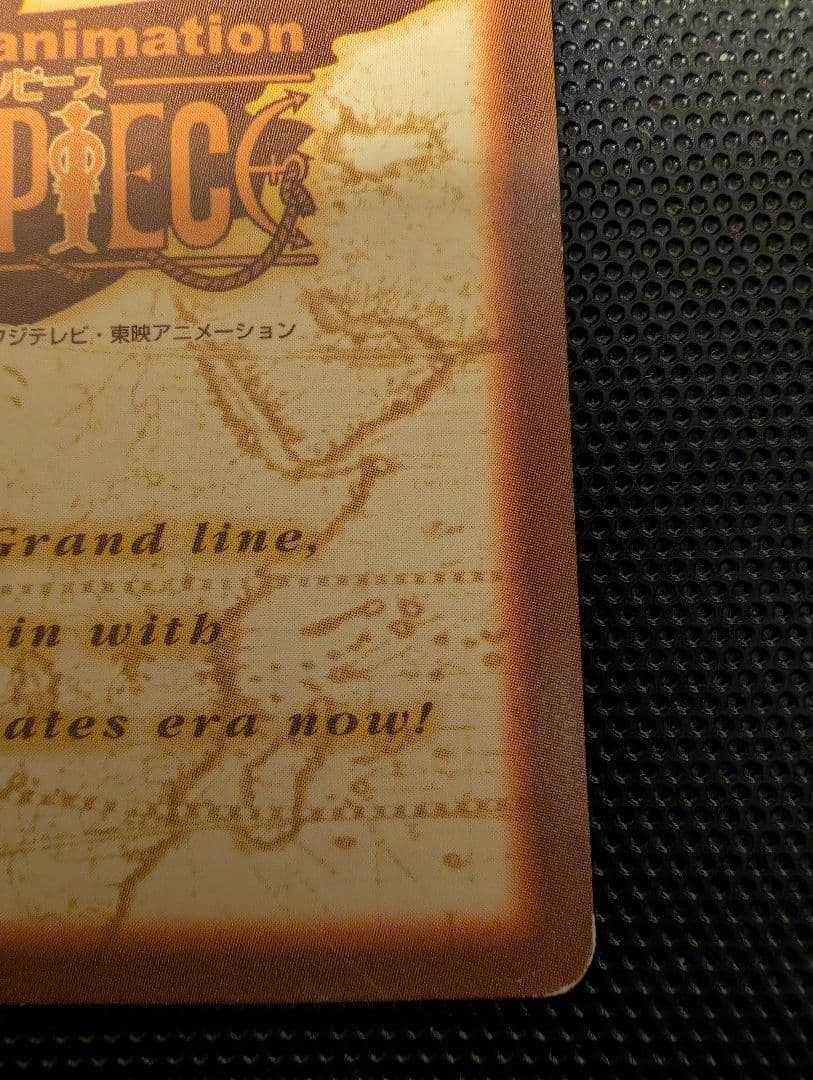 animation
ピース
PIECE
フジテレビ・東映アニメーション
Grand line,
in with
ates era now!